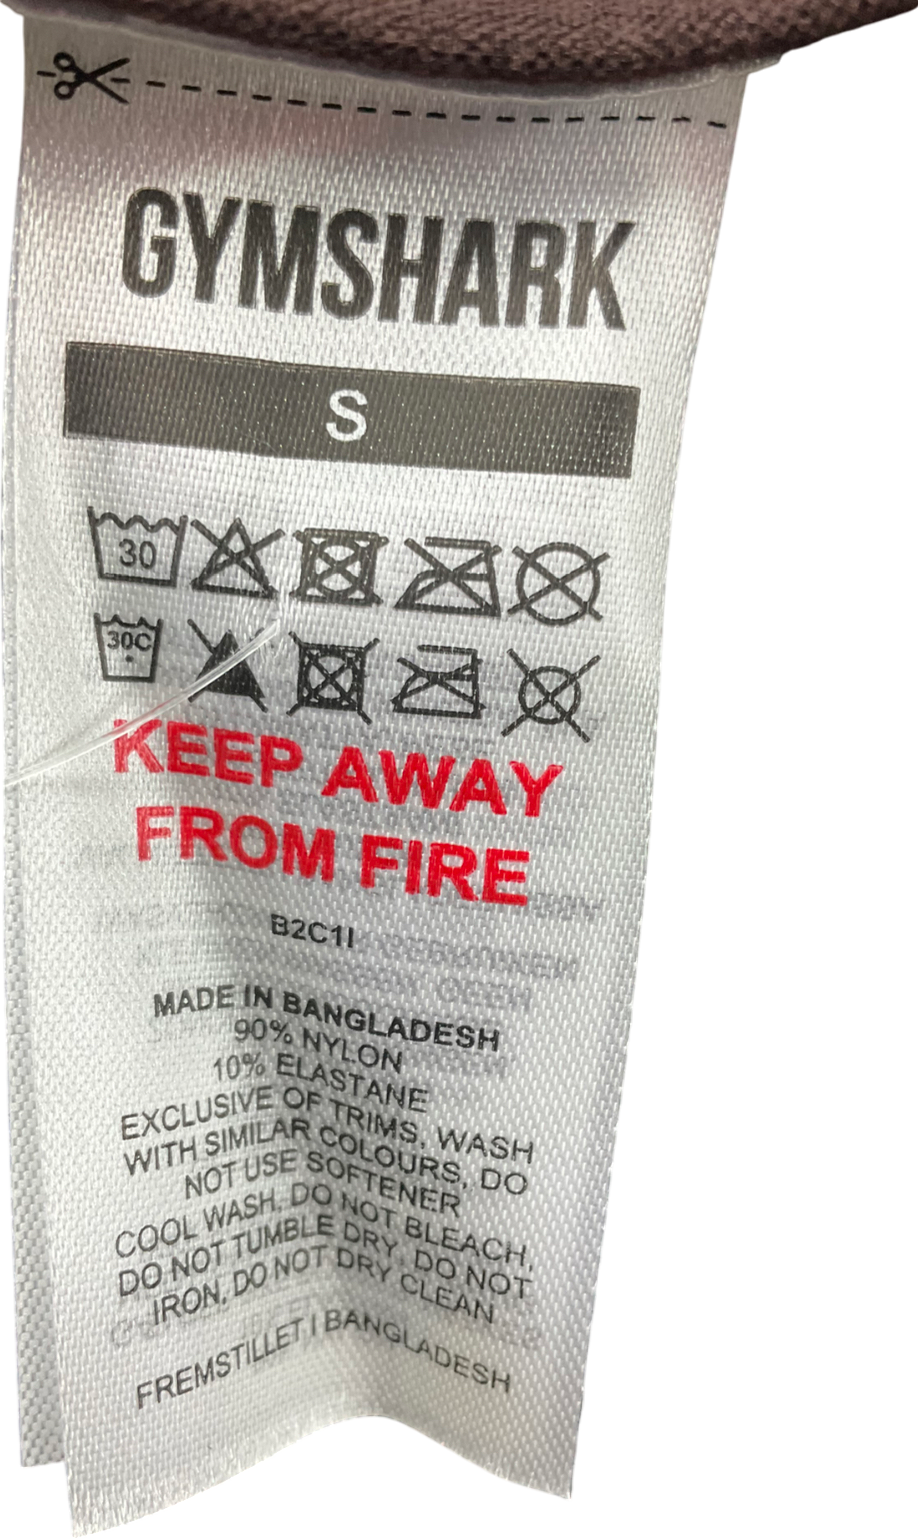 GYMSHARK
S
30
30C
KEEP AWAY
FROM FIRE
B2C1I
MADE IN BANGLADESH
90% NYLON
10% ELASTANE
EXCLUSIVE OF TRIMS, WASH
WITH SIMILAR COLOURS, DO
NOT USE SOFTENER
COOL WASH, DO NOT BLEACH,
DO NOT TUMBLE DRY, DO NOT
IRON, DO NOT DRY CLEAN
FREMSTILLET I BANGLADESH